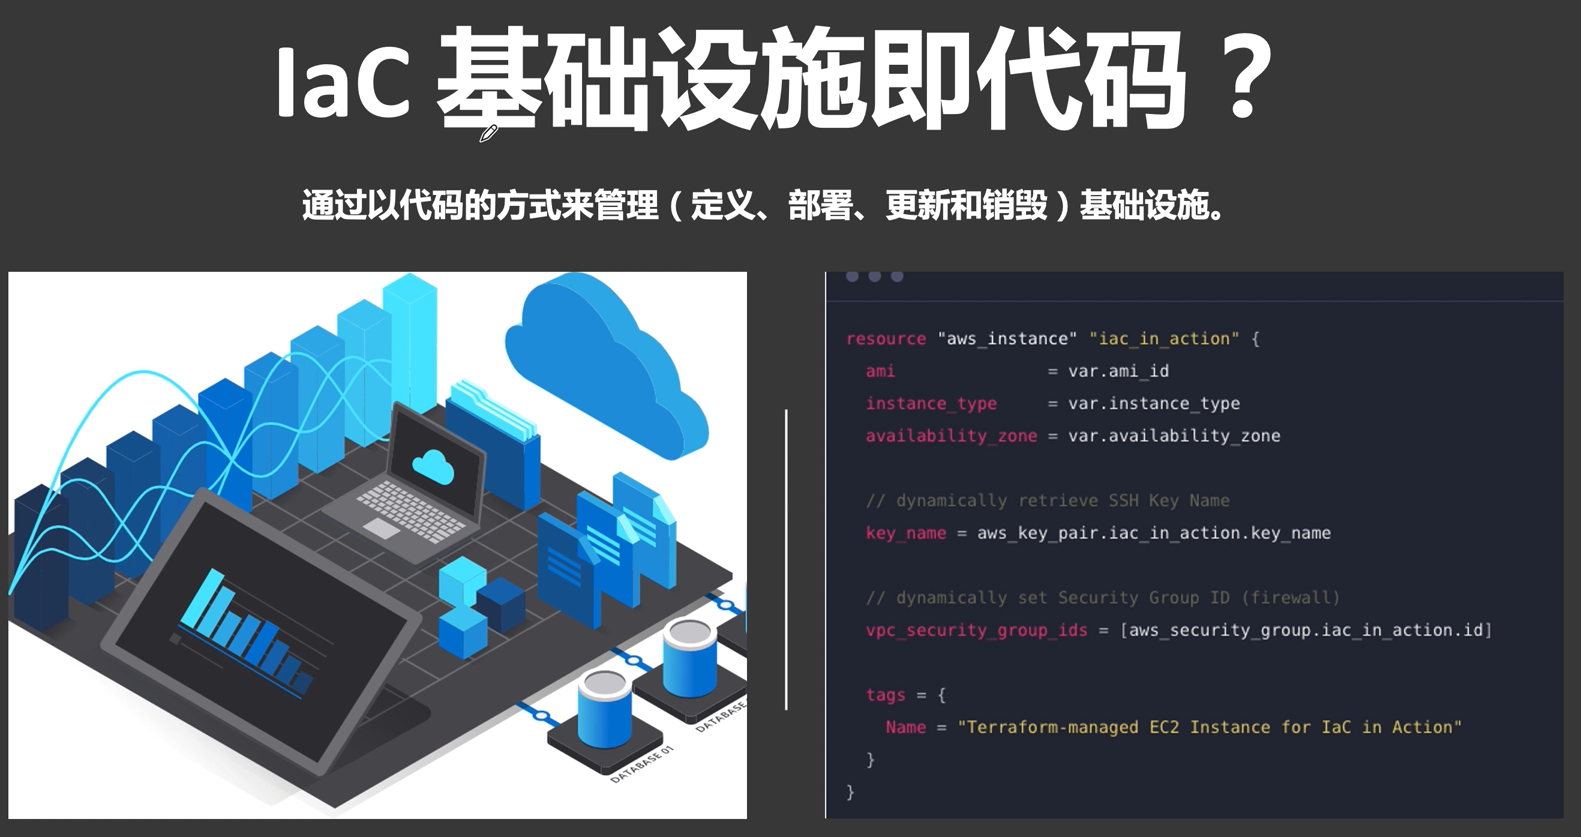 IaC 基础设施即代码？
通过以代码的方式来管理（定义、部署、更新和销毁）基础设施。
DATABASE 01
DATABASE
resource "aws_instance" "iac_in_action" {
  ami               = var.ami_id
  instance_type     = var.instance_type
  availability_zone = var.availability_zone
  // dynamically retrieve SSH Key Name
  key_name = aws_key_pair.iac_in_action.key_name
  // dynamically set Security Group ID (firewall)
  vpc_security_group_ids = [aws_security_group.iac_in_action.id]
  tags = {
    Name = "Terraform-managed EC2 Instance for IaC in Action"
  }
}